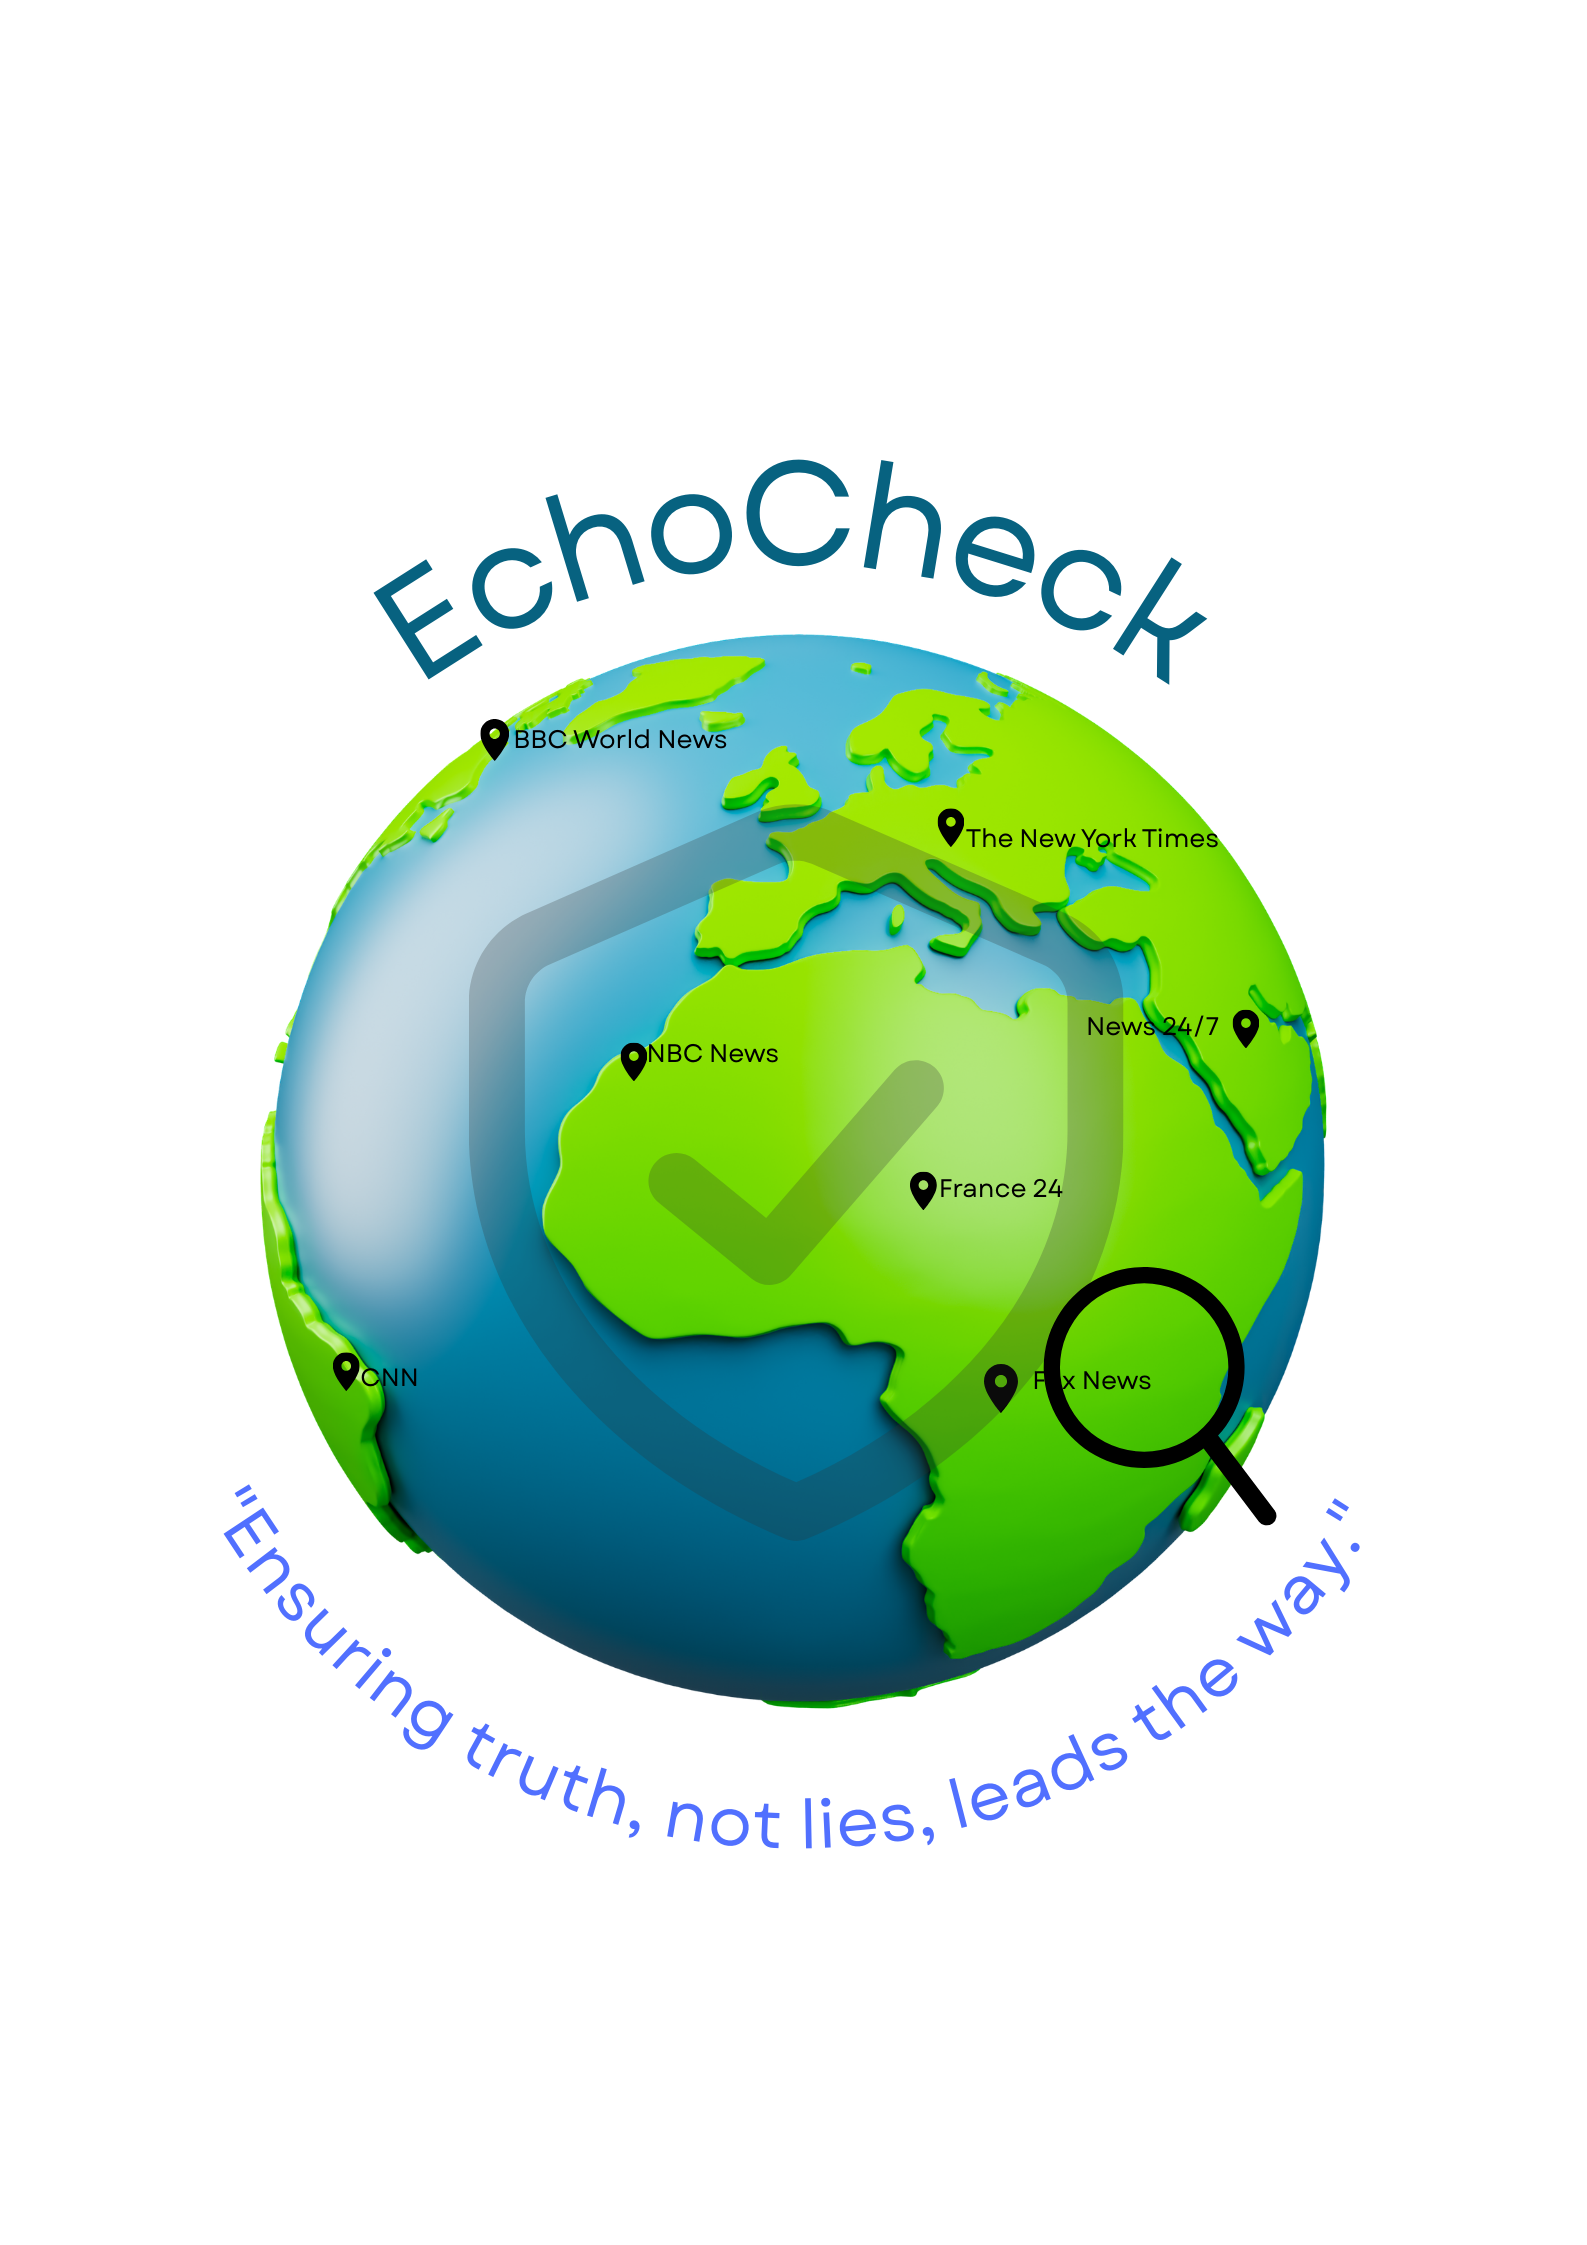 EchoCheck
BBC World News
The New York Times
News 24/7
NBC News
France 24
CNN
Fox News
"Ensuring truth, not lies, leads the way."